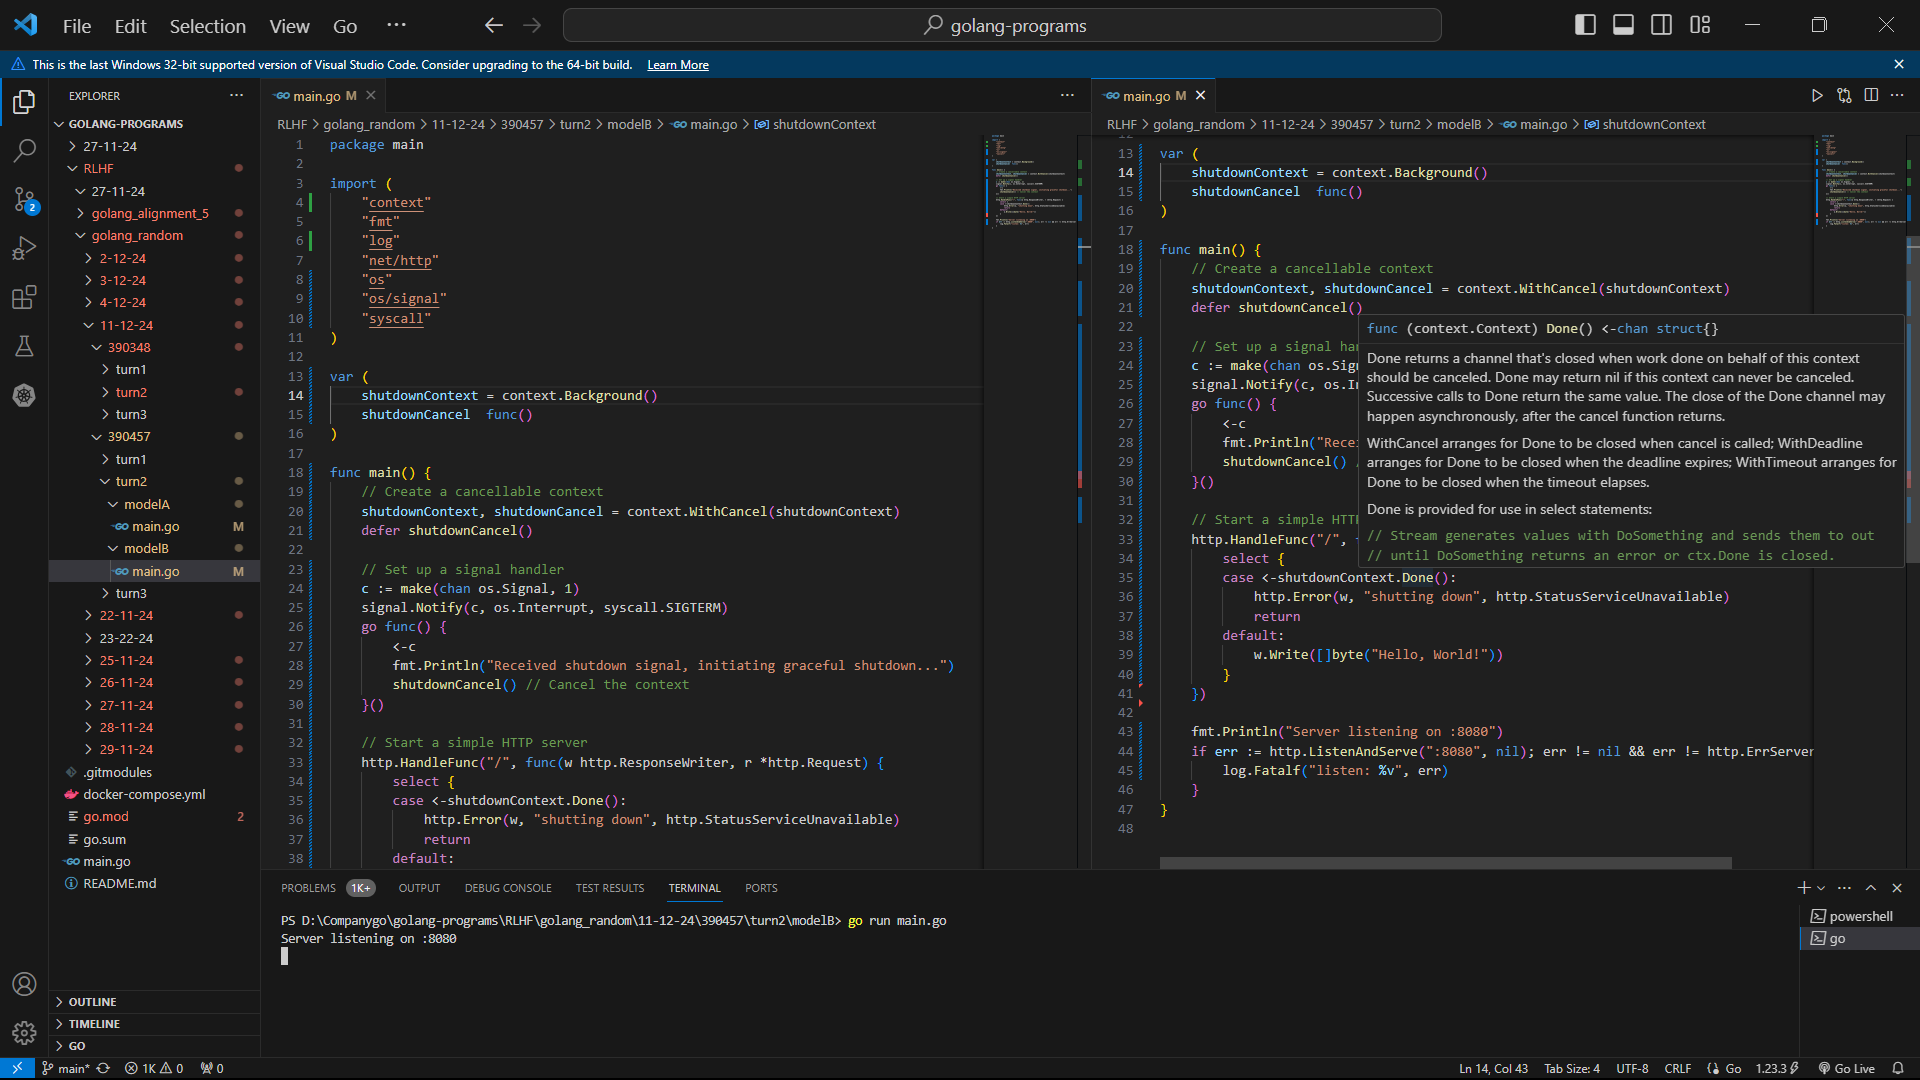 File Edit Selection View Go ···
golang-programs
This is the last Windows 32-bit supported version of Visual Studio Code. Consider upgrading to the 64-bit build. Learn More
EXPLORER
GOLANG-PROGRAMS
27-11-24
RLHF
27-11-24
golang_alignment_5
golang_random
2-12-24
3-12-24
4-12-24
11-12-24
390348
turn1
turn2
turn3
390457
turn1
turn2
modelA
main.go M
modelB
main.go M
turn3
22-11-24
23-22-24
25-11-24
26-11-24
27-11-24
28-11-24
29-11-24
.gitmodules
docker-compose.yml
go.mod 2
go.sum
main.go
README.md
OUTLINE
TIMELINE
GO
2
main.go M
RLHF > golang_random > 11-12-24 > 390457 > turn2 > modelB > main.go > shutdownContext
1 package main
2
3 import (
4 "context"
5 "fmt"
6 "log"
7 "net/http"
8 "os"
9 "os/signal"
10 "syscall"
11 )
12
13 var (
14 shutdownContext = context.Background()
15 shutdownCancel func()
16 )
17
18 func main() {
19 // Create a cancellable context
20 shutdownContext, shutdownCancel = context.WithCancel(shutdownContext)
21 defer shutdownCancel()
22
23 // Set up a signal handler
24 c := make(chan os.Signal, 1)
25 signal.Notify(c, os.Interrupt, syscall.SIGTERM)
26 go func() {
27 <-c
28 fmt.Println("Received shutdown signal, initiating graceful shutdown...")
29 shutdownCancel() // Cancel the context
30 }()
31
32 // Start a simple HTTP server
33 http.HandleFunc("/", func(w http.ResponseWriter, r *http.Request) {
34 select {
35 case <-shutdownContext.Done():
36 http.Error(w, "shutting down", http.StatusServiceUnavailable)
37 return
38 default:
main.go M
RLHF > golang_random > 11-12-24 > 390457 > turn2 > modelB > main.go > shutdownContext
13 var (
14 shutdownContext = context.Background()
15 shutdownCancel func()
16 )
17
18 func main() {
19 // Create a cancellable context
20 shutdownContext, shutdownCancel = context.WithCancel(shutdownContext)
21 defer shutdownCancel()
22
23 // Set up a signal han
24 c := make(chan os.Sign
25 signal.Notify(c, os.In
26 go func() {
27 <-c
28 fmt.Println("Recei
29 shutdownCancel() /
30 }()
31
32 // Start a simple HTTP
33 http.HandleFunc("/",
34 select {
35 case <-shutdownContext.Done():
36 http.Error(w, "shutting down", http.StatusServiceUnavailable)
37 return
38 default:
39 w.Write([]byte("Hello, World!"))
40 }
41 })
42
43 fmt.Println("Server listening on :8080")
44 if err := http.ListenAndServe(":8080", nil); err != nil && err != http.ErrServer
45 log.Fatalf("listen: %v", err)
46 }
47 }
48
func (context.Context) Done() <-chan struct{}
Done returns a channel that's closed when work done on behalf of this context
should be canceled. Done may return nil if this context can never be canceled.
Successive calls to Done return the same value. The close of the Done channel may
happen asynchronously, after the cancel function returns.
WithCancel arranges for Done to be closed when cancel is called; WithDeadline
arranges for Done to be closed when the deadline expires; WithTimeout arranges for
Done to be closed when the timeout elapses.
Done is provided for use in select statements:
// Stream generates values with DoSomething and sends them to out
// until DoSomething returns an error or ctx.Done is closed.
PROBLEMS 1K+ OUTPUT DEBUG CONSOLE TEST RESULTS TERMINAL PORTS
PS D:\Companygo\golang-programs\RLHF\golang_random\11-12-24\390457\turn2\modelB> go run main.go
Server listening on :8080
powershell
go
main* 1K 0 0 Ln 14, Col 43 Tab Size: 4 UTF-8 CRLF Go 1.23.3 Go Live